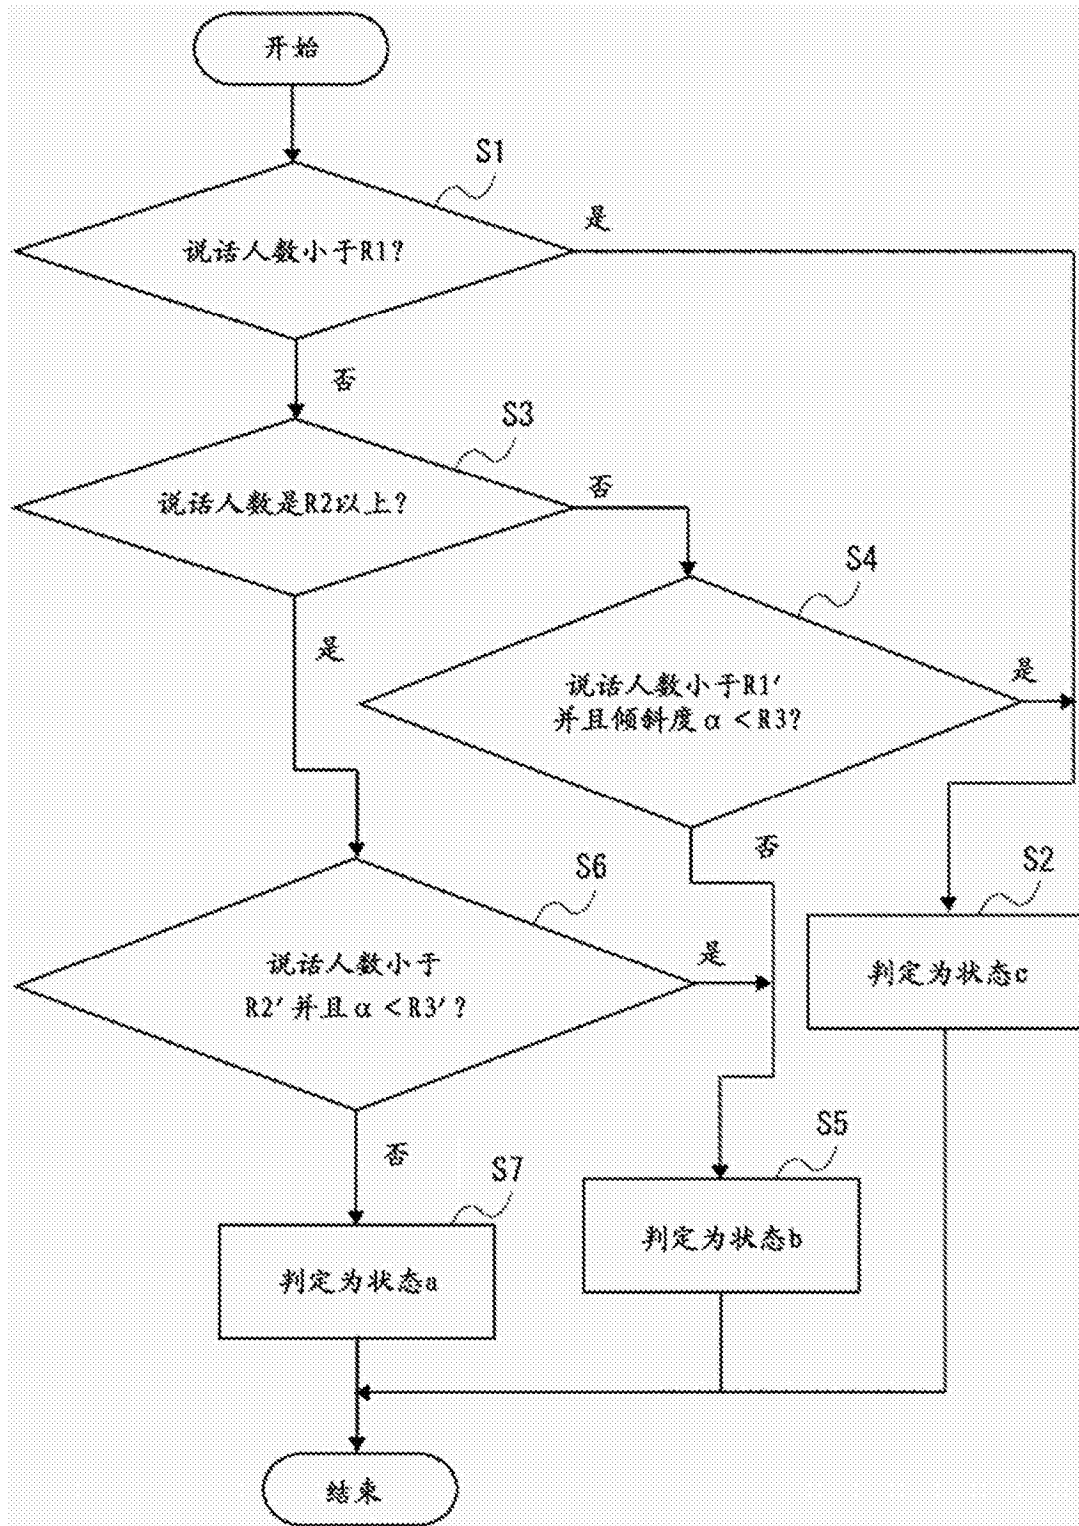 开始
S1
是
说话人数小于R1?
否
S3
否
说话人数是R2以上?
S4
是
是
说话人数小于R1′
并且倾斜度α<R3?
否
S6
S2
是
说话人数小于
R2′并且α<R3′?
判定为状态c
S5
否
S7
判定为状态b
判定为状态a
结束